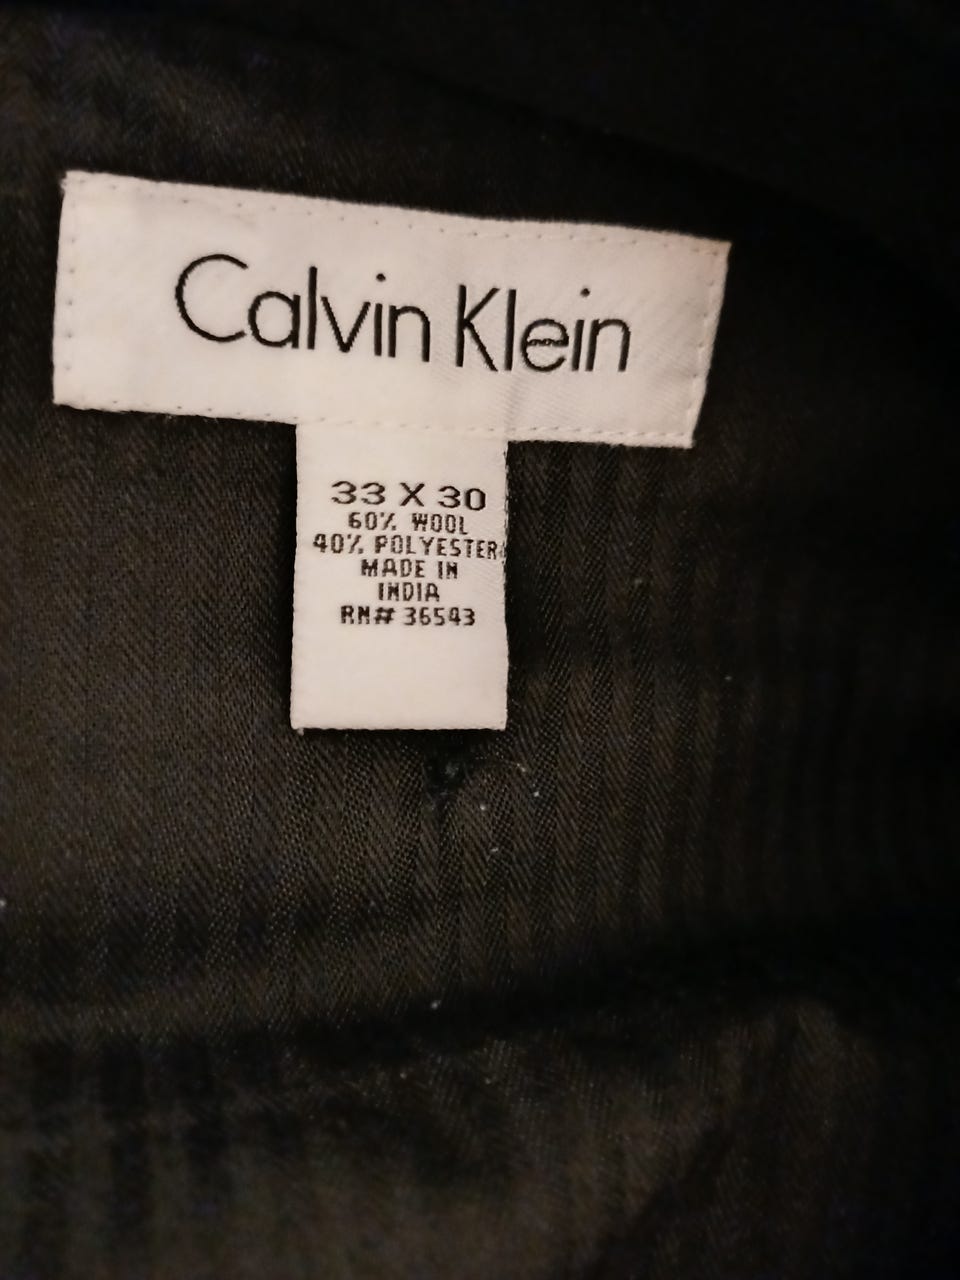 Calvin Klein
33 X 30
60% WOOL
40% POLYESTER
MADE IN
INDIA
RN# 36543